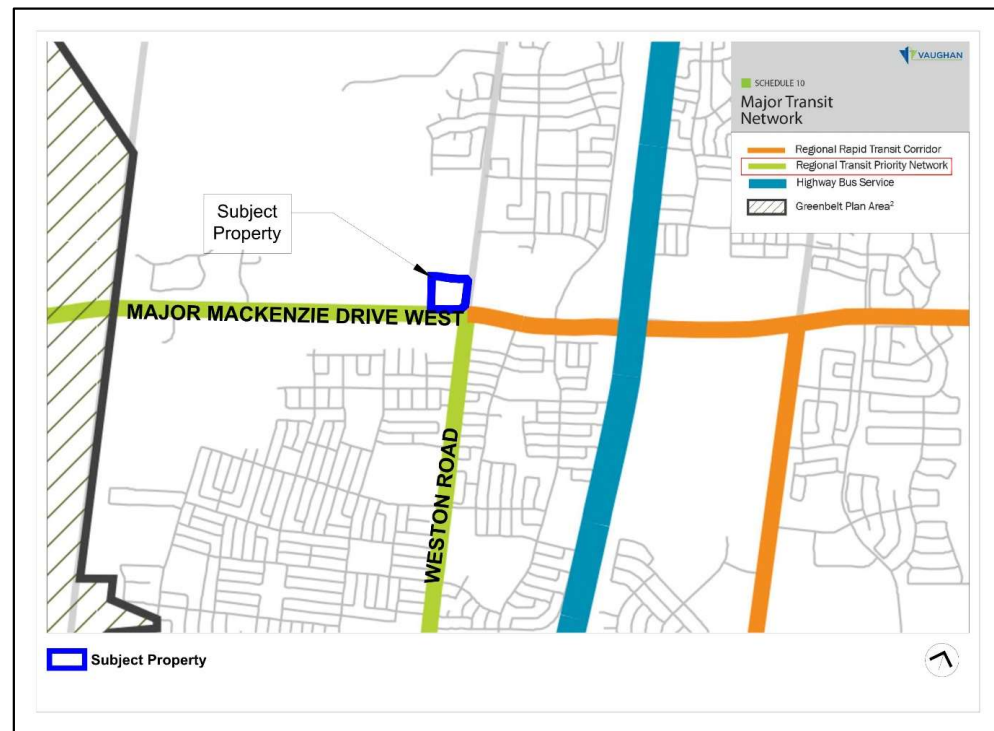 VAUGHAN
SCHEDULE 10
Major Transit
Network
Regional Rapid Transit Corridor
Regional Transit Priority Network
Highway Bus Service
Greenbelt Plan Area²
Subject
Property
MAJOR MACKENZIE DRIVE WEST
WESTON ROAD
Subject Property